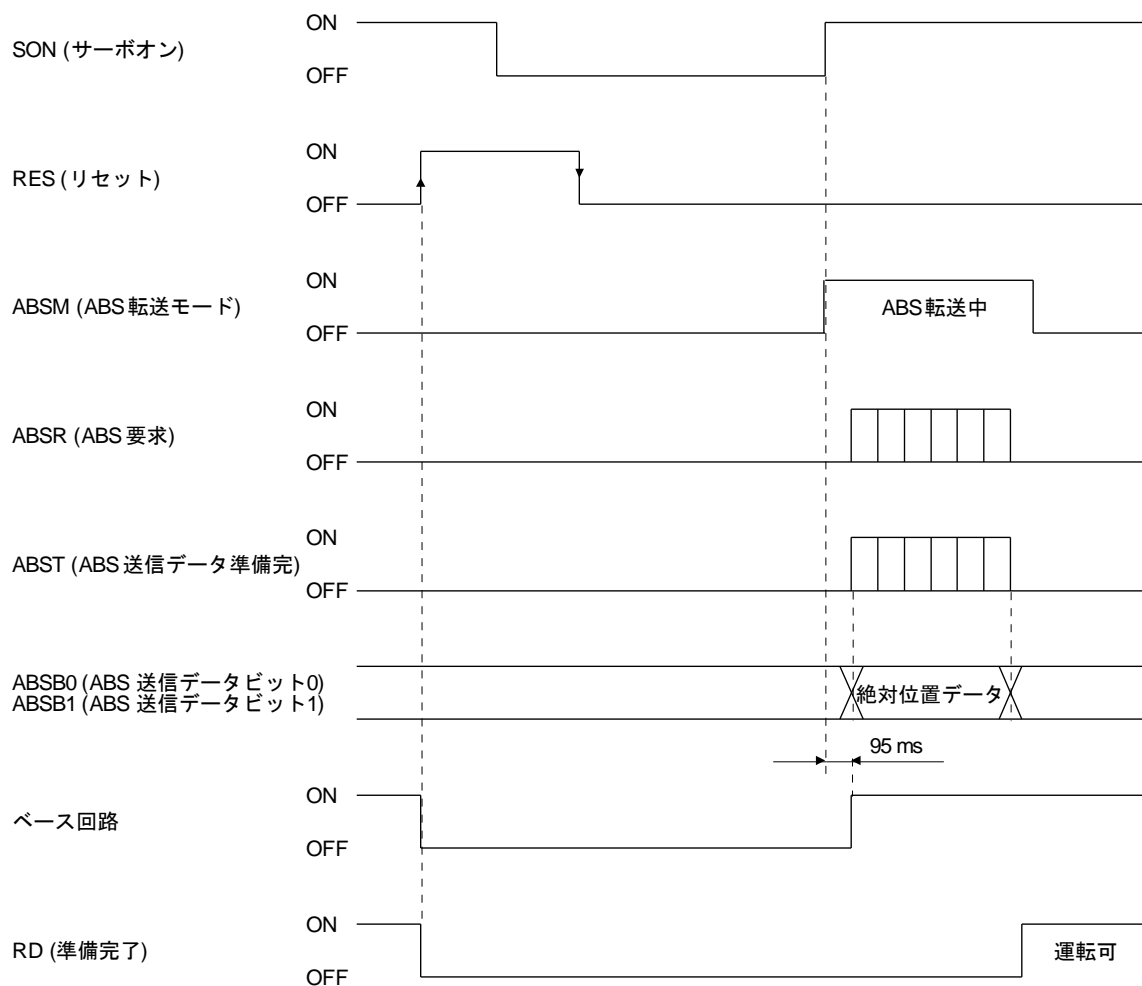 ON
SON (サーボオン)
OFF
ON
RES (リセット)
OFF
ON
ABSM (ABS転送モード)
ABS転送中
OFF
ON
ABSR (ABS要求)
OFF
ON
ABST (ABS送信データ準備完)
OFF
ABSB0 (ABS 送信データビット0)
ABSB1 (ABS 送信データビット1)
絶対位置データ
95 ms
ON
ベース回路
OFF
ON
RD (準備完了)
運転可
OFF